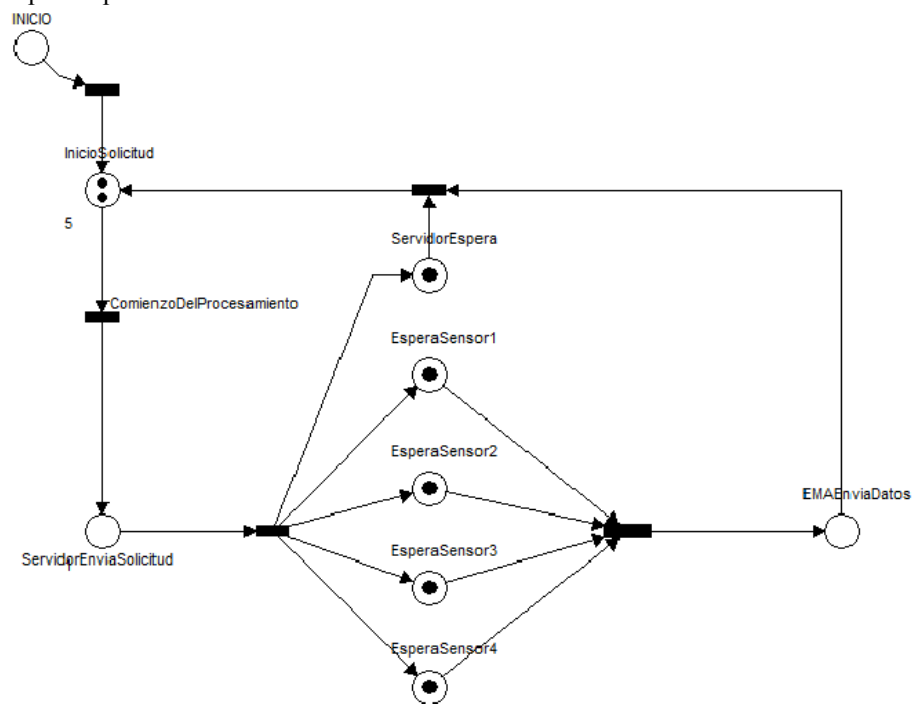 INICIO
InicioSolicitud
5
ServidorEspera
ComienzoDelProcesamiento
EsperaSensor1
EsperaSensor2
EMAEnviaDatos
ServidorEnviaSolicitud
EsperaSensor3
EsperaSensor4